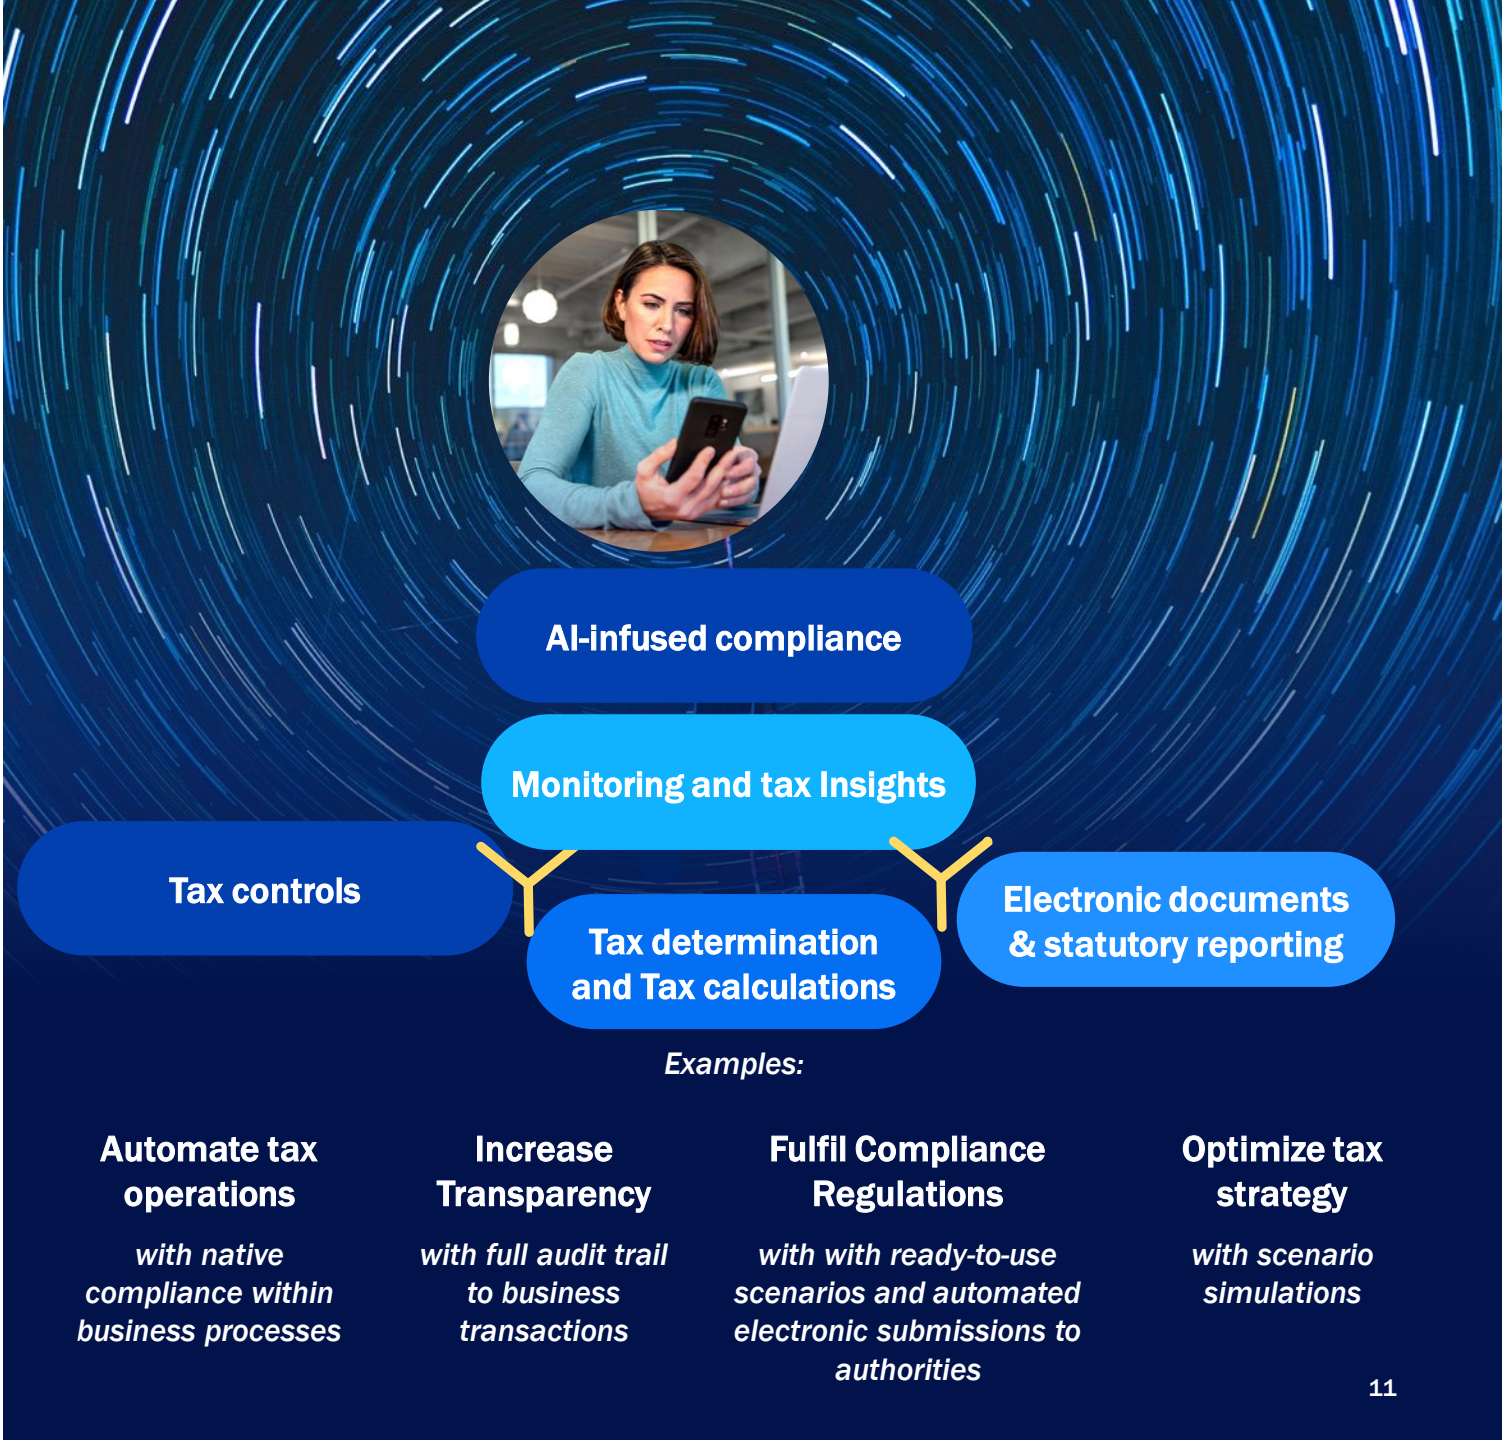 AI-infused compliance
Monitoring and tax Insights
Tax controls
Electronic documents
& statutory reporting
Tax determination
and Tax calculations
Examples:
Automate tax
operations
with native
compliance within
business processes
Increase
Transparency
with full audit trail
to business
transactions
Fulfil Compliance
Regulations
with with ready-to-use
scenarios and automated
electronic submissions to
authorities
Optimize tax
strategy
with scenario
simulations
11